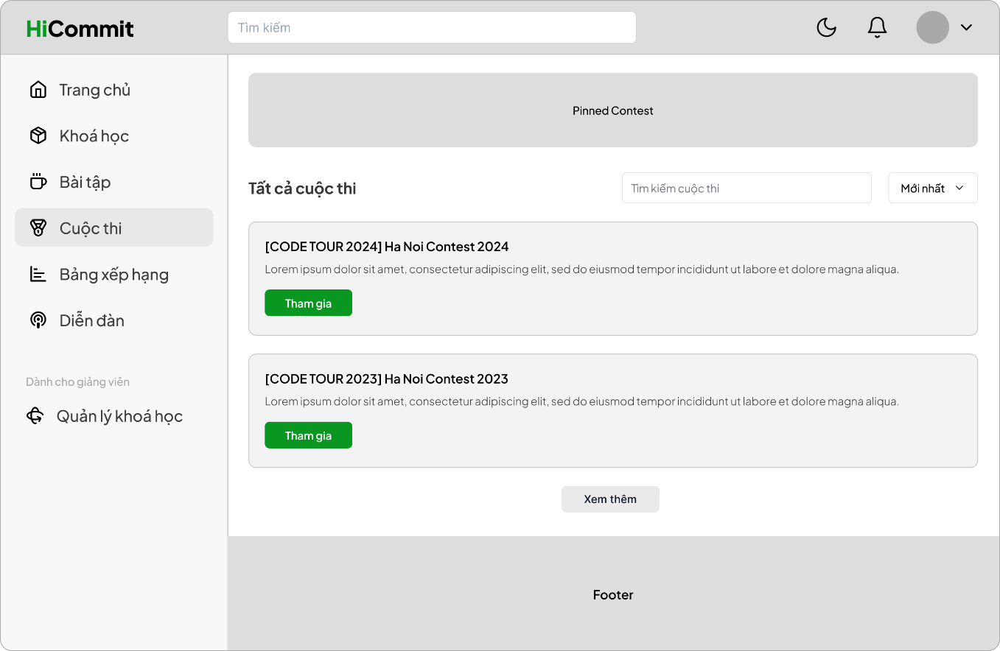 HiCommit
Tìm kiếm
Trang chủ
Khoá học
Bài tập
Cuộc thi
Bảng xếp hạng
Diễn đàn
Dành cho giảng viên
Quản lý khoá học
Pinned Contest
Tất cả cuộc thi
Tìm kiếm cuộc thi
Mới nhất
[CODE TOUR 2024] Ha Noi Contest 2024
Lorem ipsum dolor sit amet, consectetur adipiscing elit, sed do eiusmod tempor incididunt ut labore et dolore magna aliqua.
Tham gia
[CODE TOUR 2023] Ha Noi Contest 2023
Lorem ipsum dolor sit amet, consectetur adipiscing elit, sed do eiusmod tempor incididunt ut labore et dolore magna aliqua.
Tham gia
Xem thêm
Footer